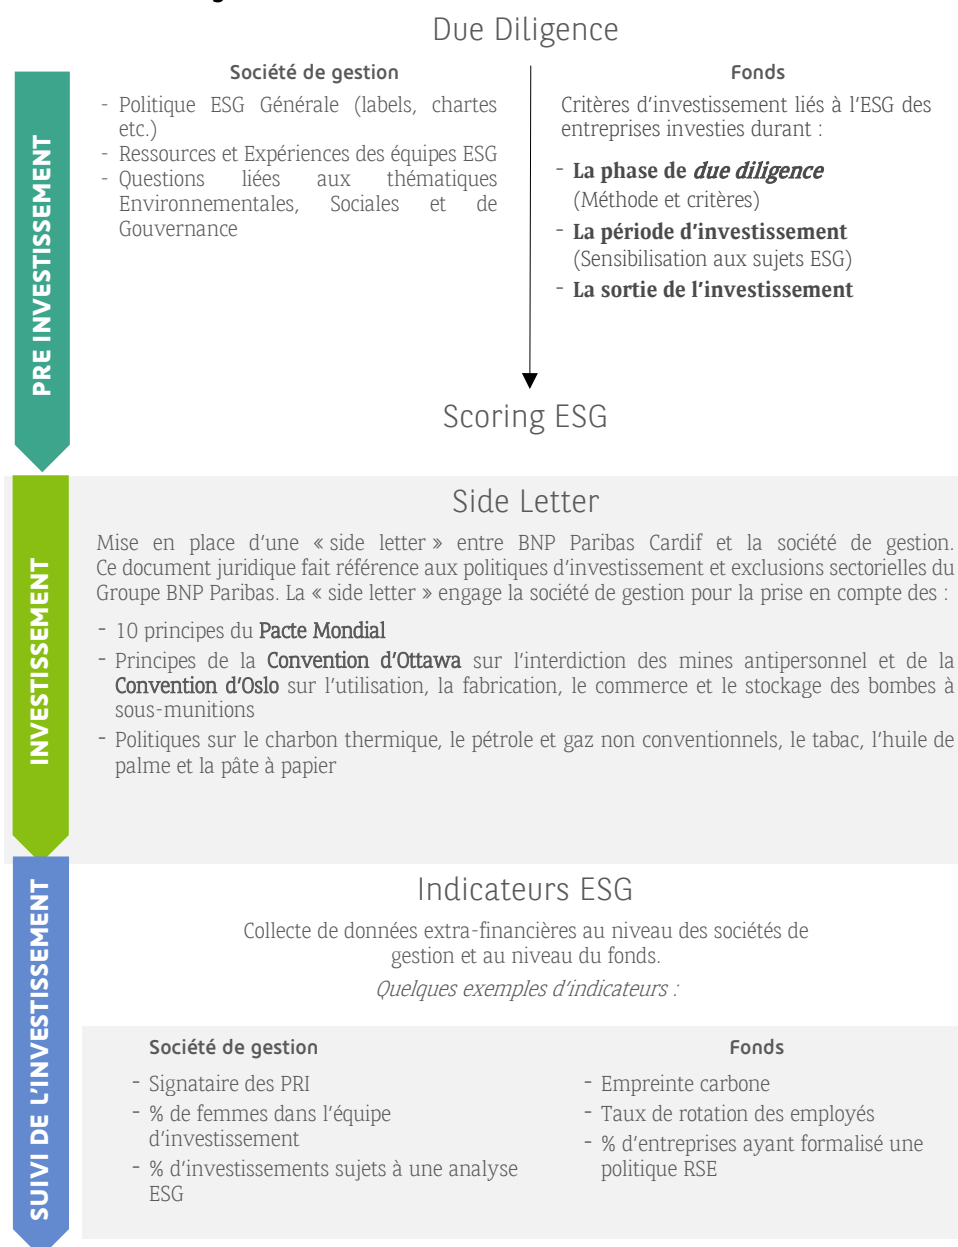 Due Diligence
PRE INVESTISSEMENT
Société de gestion
- Politique ESG Générale (labels, chartes
etc.)
- Ressources et Expériences des équipes ESG
- Questions liées aux thématiques
Environnementales, Sociales et de
Gouvernance
Fonds
Critères d’investissement liés à l’ESG des
entreprises investies durant :
- La phase de due diligence
(Méthode et critères)
- La période d’investissement
(Sensibilisation aux sujets ESG)
- La sortie de l’investissement
Scoring ESG
INVESTISSEMENT
Side Letter
Mise en place d’une « side letter » entre BNP Paribas Cardif et la société de gestion.
Ce document juridique fait référence aux politiques d’investissement et exclusions sectorielles du
Groupe BNP Paribas. La « side letter » engage la société de gestion pour la prise en compte des :
- 10 principes du Pacte Mondial
- Principes de la Convention d’Ottawa sur l’interdiction des mines antipersonnel et de la
Convention d’Oslo sur l’utilisation, la fabrication, le commerce et le stockage des bombes à
sous-munitions
- Politiques sur le charbon thermique, le pétrole et gaz non conventionnels, le tabac, l’huile de
palme et la pâte à papier
SUIVI DE L’INVESTISSEMENT
Indicateurs ESG
Collecte de données extra-financières au niveau des sociétés de
gestion et au niveau du fonds.
Quelques exemples d’indicateurs :
Société de gestion
- Signataire des PRI
- % de femmes dans l’équipe
d’investissement
- % d’investissements sujets à une analyse
ESG
Fonds
- Empreinte carbone
- Taux de rotation des employés
- % d’entreprises ayant formalisé une
politique RSE